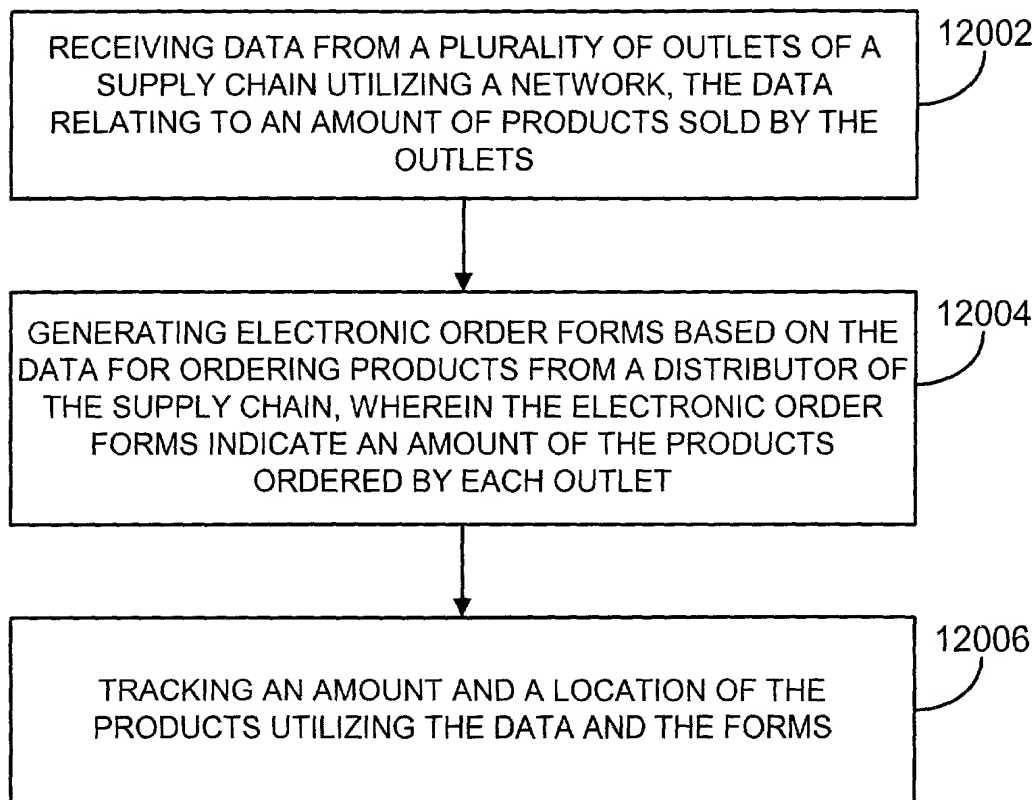 RECEIVING DATA FROM A PLURALITY OF OUTLETS OF A
SUPPLY CHAIN UTILIZING A NETWORK, THE DATA
RELATING TO AN AMOUNT OF PRODUCTS SOLD BY THE
OUTLETS
12002
GENERATING ELECTRONIC ORDER FORMS BASED ON THE
DATA FOR ORDERING PRODUCTS FROM A DISTRIBUTOR OF
THE SUPPLY CHAIN, WHEREIN THE ELECTRONIC ORDER
FORMS INDICATE AN AMOUNT OF THE PRODUCTS
ORDERED BY EACH OUTLET
12004
TRACKING AN AMOUNT AND A LOCATION OF THE
PRODUCTS UTILIZING THE DATA AND THE FORMS
12006